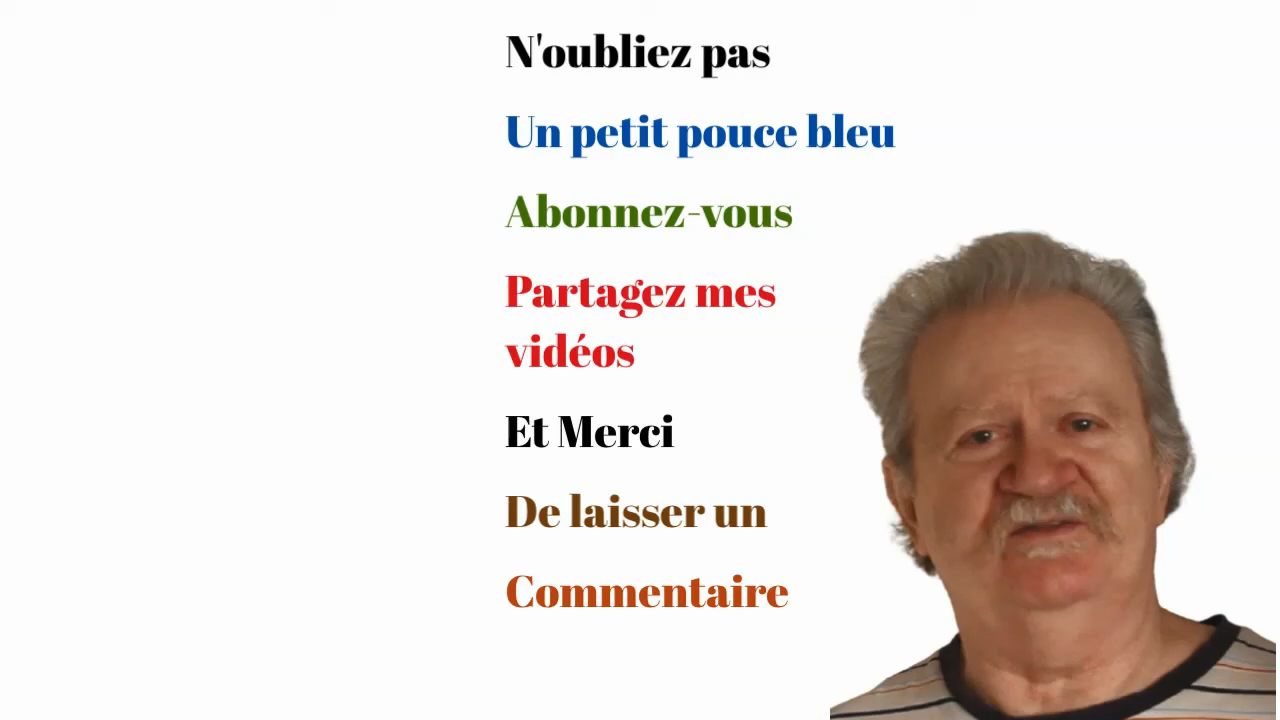 N'oubliez pas
Un petit pouce bleu
Abonnez-vous
Partagez mes
vidéos
Et Merci
De laisser un
Commentaire